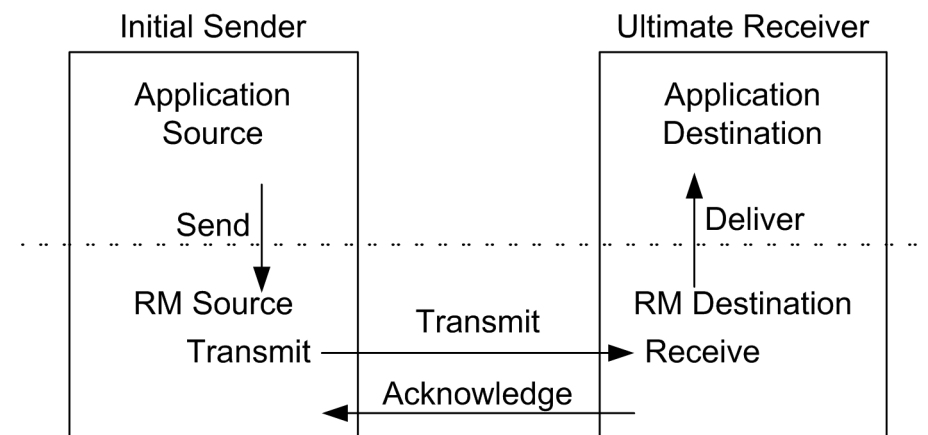 Initial Sender
Ultimate Receiver
Application
Source
Application
Destination
Send
Deliver
RM Source
RM Destination
Transmit
Transmit
Receive
Acknowledge